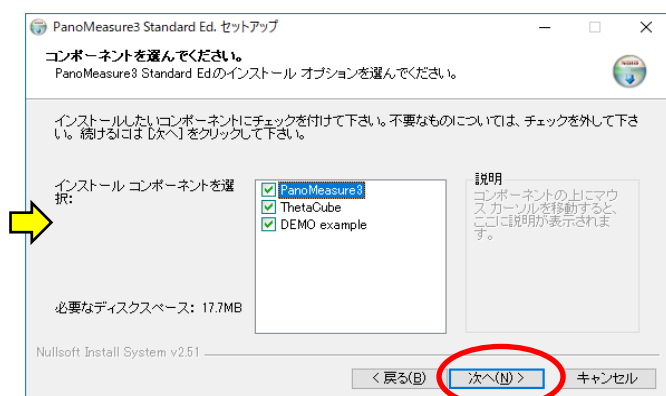 PanoMeasure3 Standard Ed. セットアップ
コンポーネントを選んでください。
PanoMeasure3 Standard Ed.のインストール オプションを選んでください。
インストールしたいコンポーネントにチェックを付けて下さい。不要なものについては、チェックを外して下さ
い。続けるには [次へ] をクリックして下さい。
インストール コンポーネントを選
択:
PanoMeasure3
ThetaCube
DEMO example
説明
コンポーネントの上にマウ
ス カーソルを移動すると、
ここに説明が表示されま
す。
必要なディスクスペース: 17.7MB
Nullsoft Install System v2.51
< 戻る(B)
次へ(N) >
キャンセル